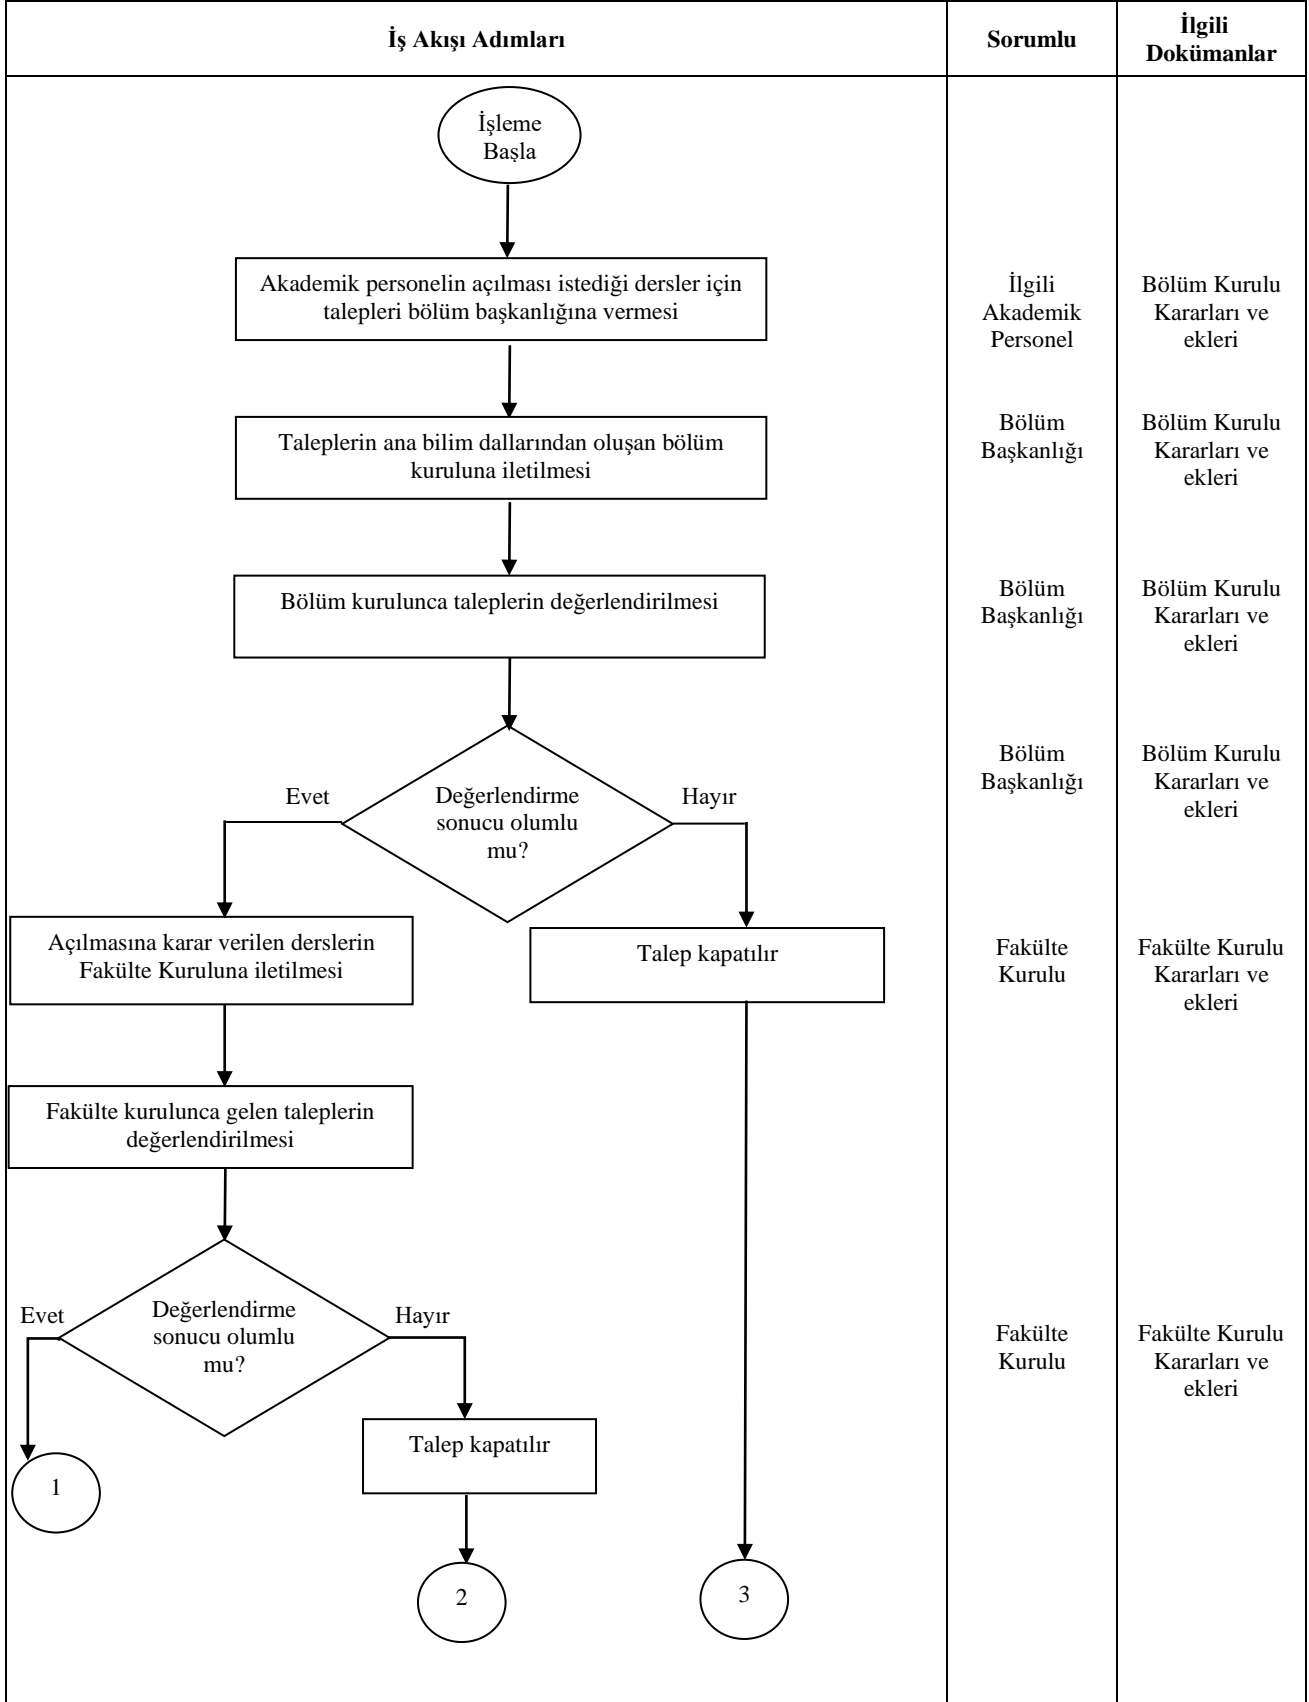 İş Akışı Adımları
Sorumlu
İlgili
Dokümanlar
İşleme
Başla
Akademik personelin açılması istediği dersler için
talepleri bölüm başkanlığına vermesi
İlgili
Akademik
Personel
Bölüm Kurulu
Kararları ve
ekleri
Taleplerin ana bilim dallarından oluşan bölüm
kuruluna iletilmesi
Bölüm
Başkanlığı
Bölüm Kurulu
Kararları ve
ekleri
Bölüm kurulunca taleplerin değerlendirilmesi
Bölüm
Başkanlığı
Bölüm Kurulu
Kararları ve
ekleri
Evet
Değerlendirme
sonucu olumlu
mu?
Hayır
Bölüm
Başkanlığı
Bölüm Kurulu
Kararları ve
ekleri
Açılmasına karar verilen derslerin
Fakülte Kuruluna iletilmesi
Talep kapatılır
Fakülte
Kurulu
Fakülte Kurulu
Kararları ve
ekleri
Fakülte kurulunca gelen taleplerin
değerlendirilmesi
Evet
Değerlendirme
sonucu olumlu
mu?
Hayır
Fakülte
Kurulu
Fakülte Kurulu
Kararları ve
ekleri
Talep kapatılır
1
2
3